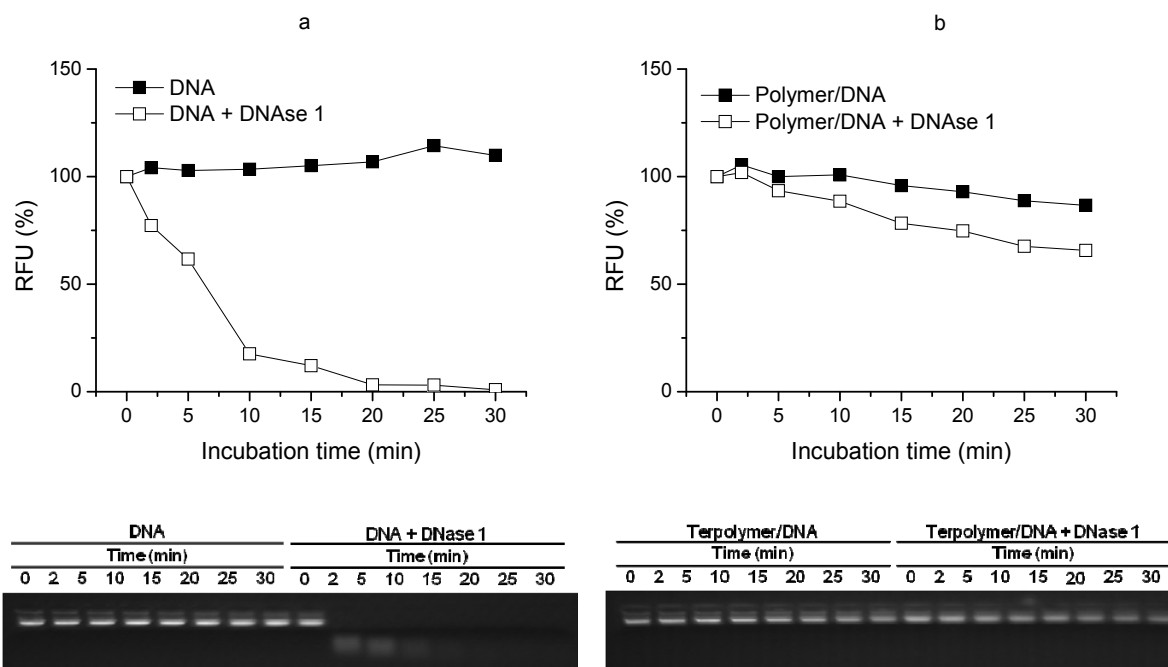 a
150
100
50
0
RFU (%)
DNA
DNA + DNAse 1
0 5 10 15 20 25 30
Incubation time (min)
b
150
100
50
0
RFU (%)
Polymer/DNA
Polymer/DNA + DNAse 1
0 5 10 15 20 25 30
Incubation time (min)
DNA DNA + DNase 1
Time (min) Time (min)
0 2 5 10 15 20 25 30 0 2 5 10 15 20 25 30
Terpolymer/DNA Terpolymer/DNA + DNase 1
Time (min) Time (min)
0 2 5 10 15 20 25 30 0 2 5 10 15 20 25 30